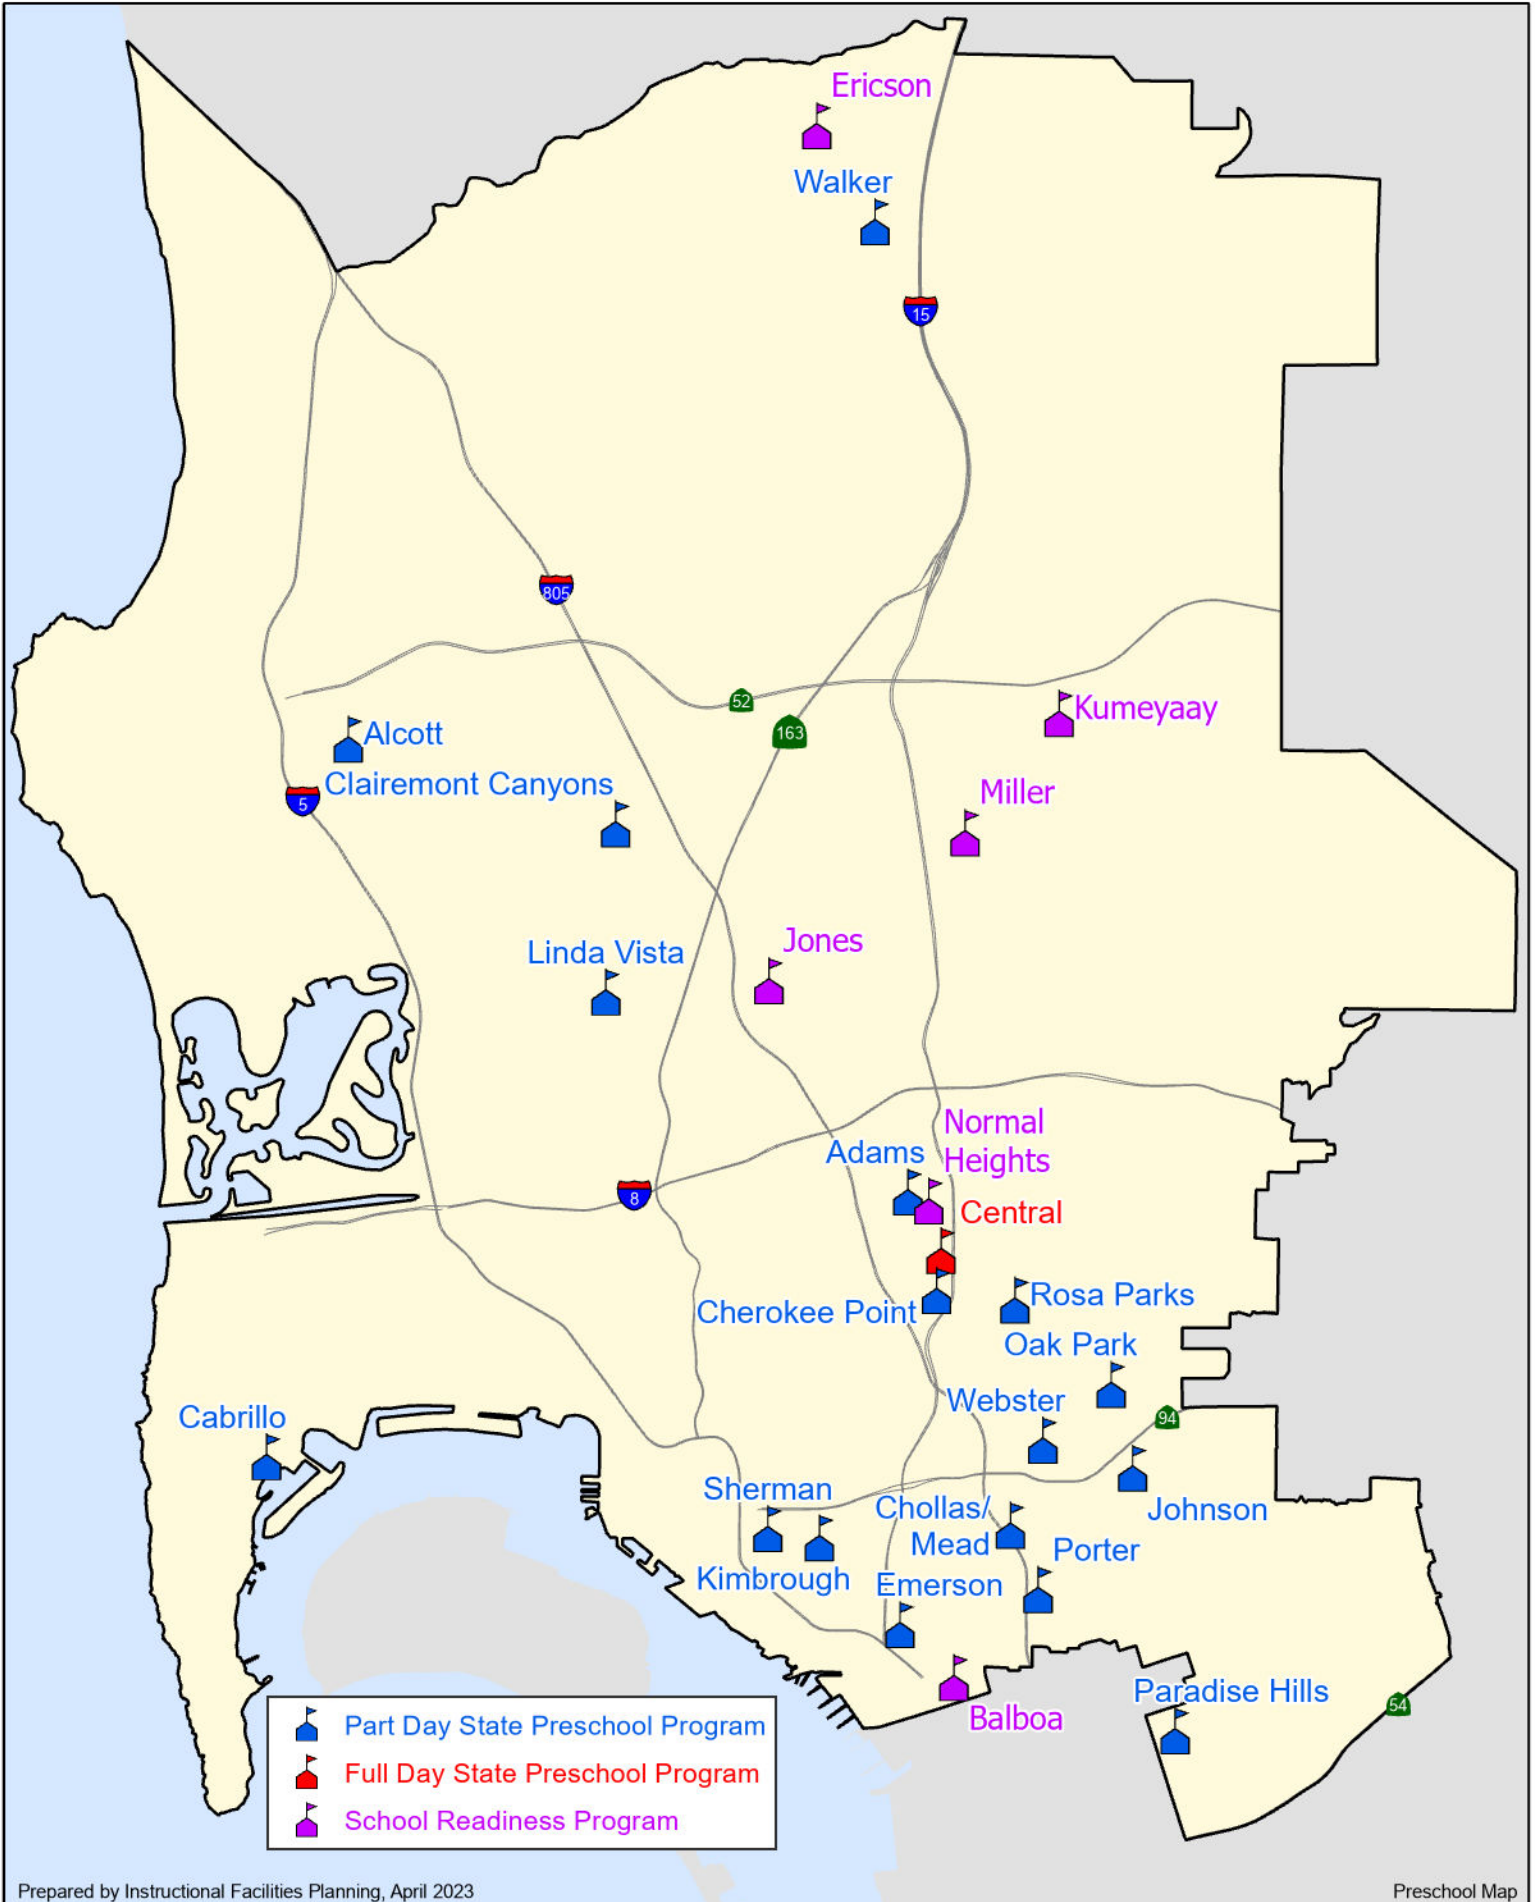 Ericson
Walker
15
805
52
163
Kumeyaay
Alcott
Clairemont Canyons
5
Miller
Jones
Linda Vista
Normal
Heights
Adams
8
Central
Rosa Parks
Cherokee Point
Oak Park
Webster
94
Cabrillo
Sherman
Chollas/
Mead
Johnson
Porter
Kimbrough
Emerson
Paradise Hills
54
Balboa
Part Day State Preschool Program
Full Day State Preschool Program
School Readiness Program
Prepared by Instructional Facilities Planning, April 2023
Preschool Map